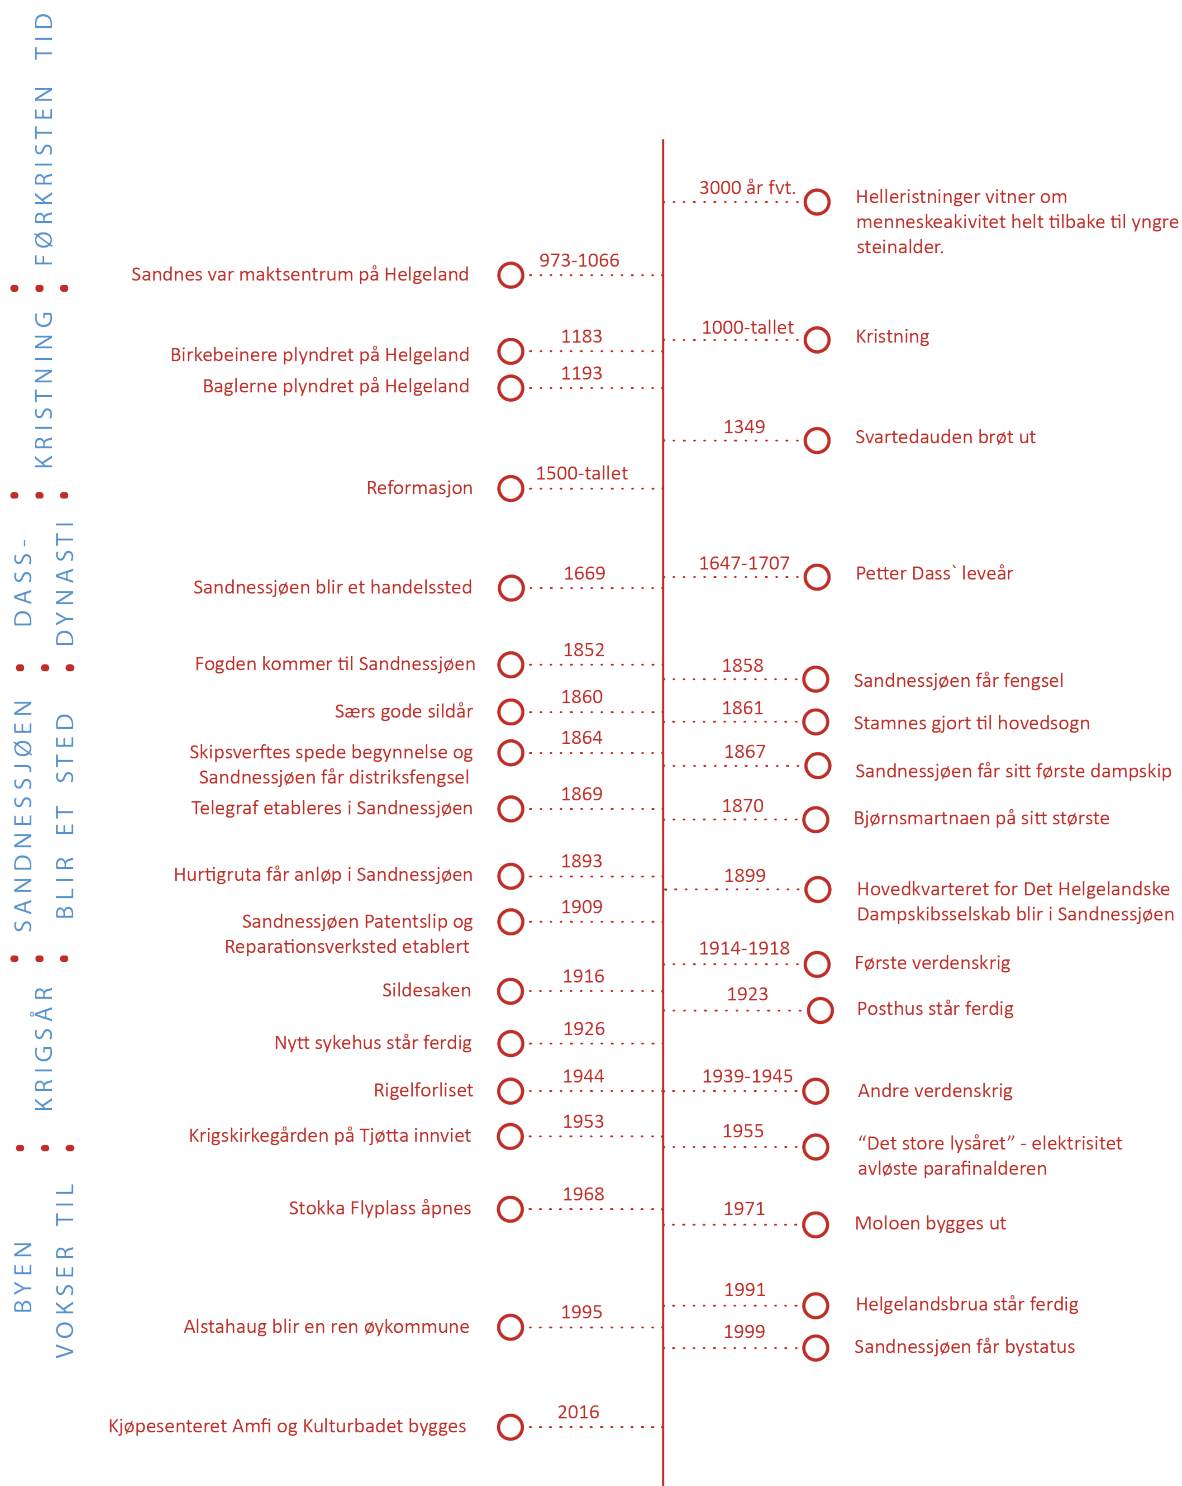 FØRKRISTEN TID
3000 år fvt.
Helleristninger vitner om
menneskeakivitet helt tilbake til yngre
steinalder.
973-1066
Sandnes var maktsentrum på Helgeland
KRISTNING
1000-tallet
Kristning
1183
Birkebeinere plyndret på Helgeland
1193
Baglerne plyndret på Helgeland
1349
Svartedauden brøt ut
1500-tallet
Reformasjon
DASS-
DYNASTI
1647-1707
Petter Dass` leveår
1669
Sandnessjøen blir et handelssted
SANDNESSJØEN
BLIR ET STED
1852
Fogden kommer til Sandnessjøen
1858
Sandnessjøen får fengsel
1860
Særs gode sildår
1861
Stamnes gjort til hovedsogn
1864
Skipsverftes spede begynnelse og
Sandnessjøen får distriksfengsel
1867
Sandnessjøen får sitt første dampskip
1869
Telegraf etableres i Sandnessjøen
1870
Bjørnsmartnaen på sitt største
1893
Hurtigruta får anløp i Sandnessjøen
1899
Hovedkvarteret for Det Helgelandske
Dampskibsselskab blir i Sandnessjøen
1909
Sandnessjøen Patentslip og
Reparationsverksted etablert
KRIGSÅR
1914-1918
Første verdenskrig
1916
Sildesaken
1923
Posthus står ferdig
1926
Nytt sykehus står ferdig
1944
Rigelforliset
1939-1945
Andre verdenskrig
1953
Krigskirkegården på Tjøtta innviet
BYEN
VOKSER TIL
1955
“Det store lysåret” - elektrisitet
avløste parafinalderen
1968
Stokka Flyplass åpnes
1971
Moloen bygges ut
1991
Helgelandsbrua står ferdig
1995
Alstahaug blir en ren øykommune
1999
Sandnessjøen får bystatus
2016
Kjøpesenteret Amfi og Kulturbadet bygges